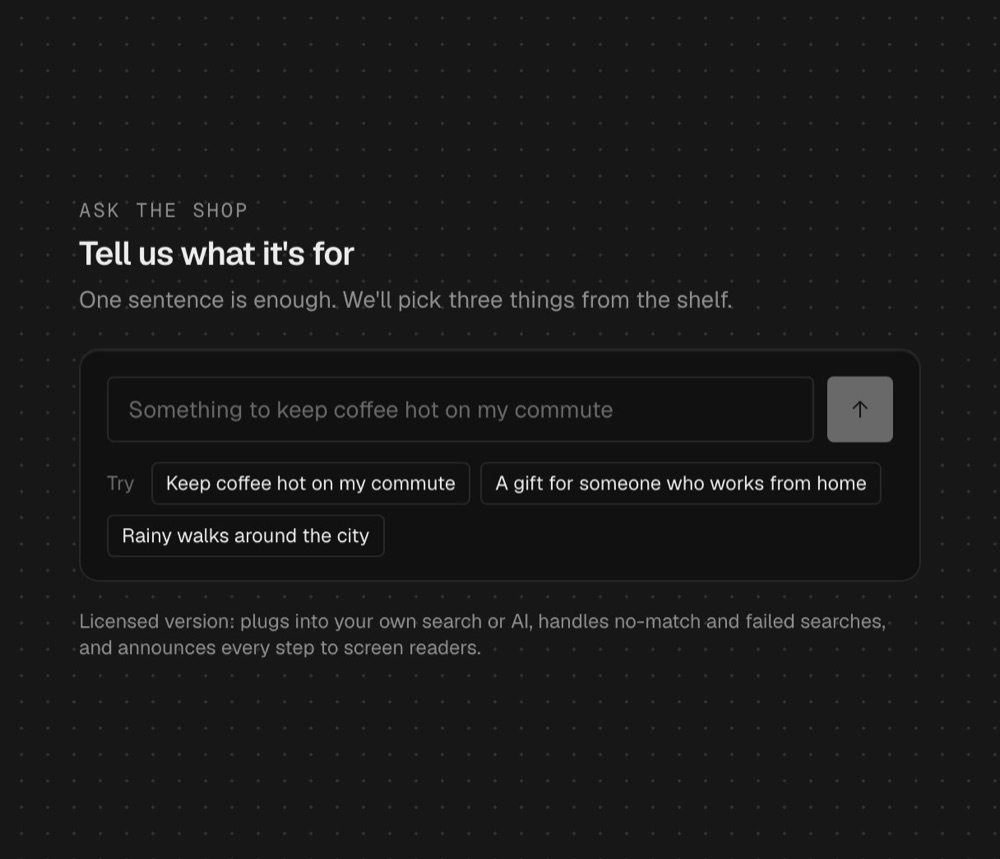 ASK THE SHOP
Tell us what it's for
One sentence is enough. We'll pick three things from the shelf.
Something to keep coffee hot on my commute
↑
Try Keep coffee hot on my commute A gift for someone who works from home
Rainy walks around the city
Licensed version: plugs into your own search or AI, handles no-match and failed searches,
and announces every step to screen readers.